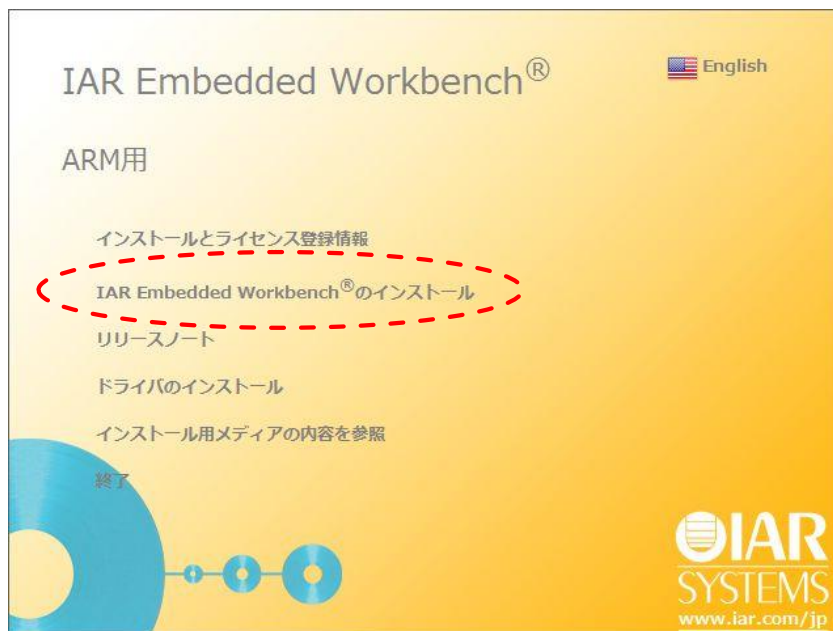 IAR Embedded Workbench®
English
ARM用
インストールとライセンス登録情報
IAR Embedded Workbench®のインストール
リリースノート
ドライバのインストール
インストール用メディアの内容を参照
終了
IAR
SYSTEMS
www.iar.com/jp